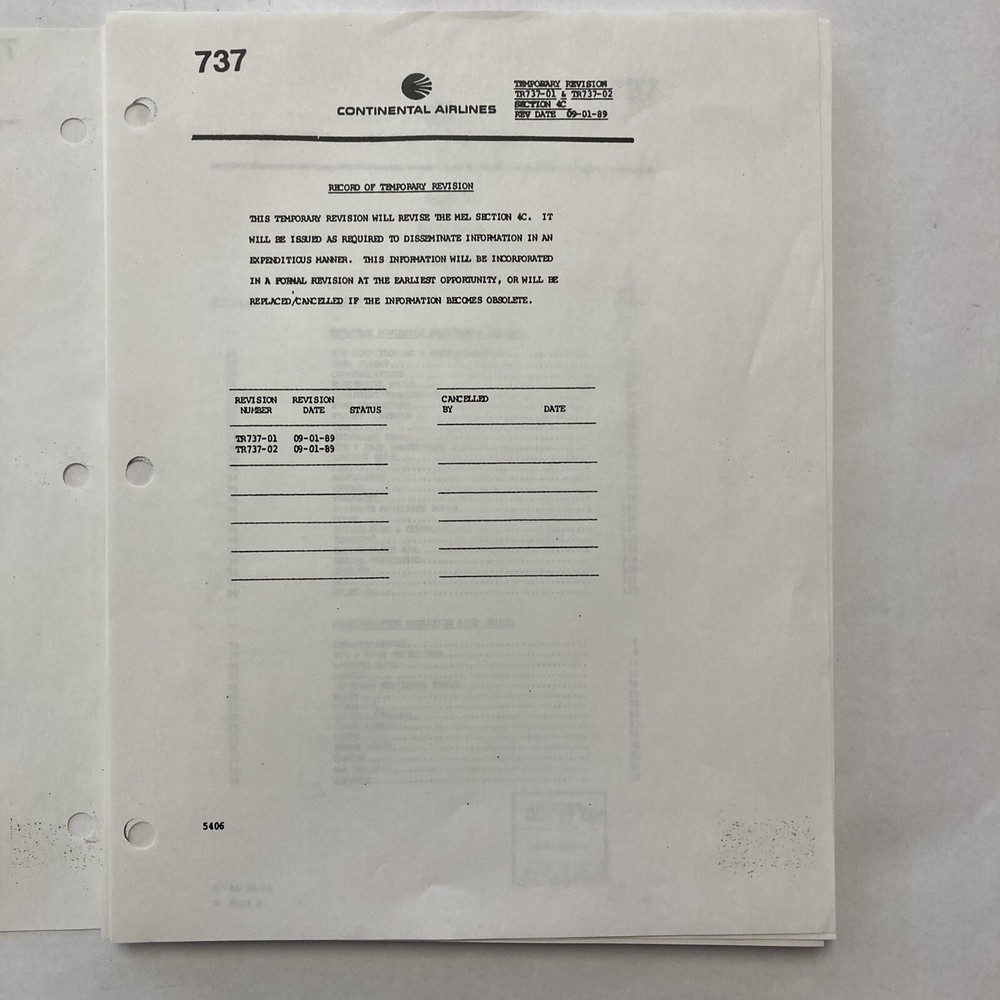 737
CONTINENTAL AIRLINES
TEMPORARY REVISION
TR737-01 & TR737-02
SECTION 4C
REV DATE 09-01-89
RECORD OF TEMPORARY REVISION
THIS TEMPORARY REVISION WILL REVISE THE MEL SECTION 4C. IT
WILL BE ISSUED AS REQUIRED TO DISSEMINATE INFORMATION IN AN
EXPENDITIOUS MANNER. THIS INFORMATION WILL BE INCORPORATED
IN A FORMAL REVISION AT THE EARLIEST OPPORTUNITY, OR WILL BE
REPLACED/CANCELLED IF THE INFORMATION BECOMES OBSOLETE.
REVISION REVISION CANCELLED
NUMBER DATE STATUS BY DATE
TR737-01 09-01-89
TR737-02 09-01-89
5406